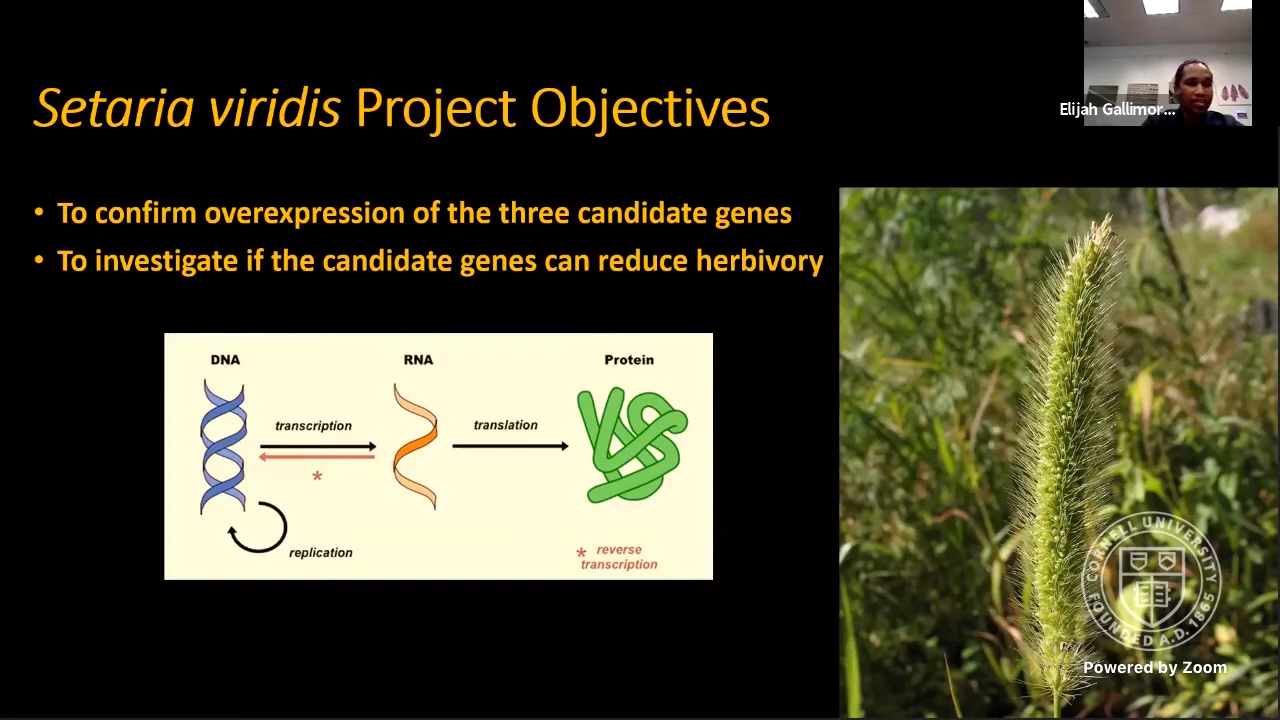 Setaria viridis Project Objectives
Elijah Gallimor...
• To confirm overexpression of the three candidate genes
• To investigate if the candidate genes can reduce herbivory
DNA
RNA
Protein
transcription
translation
*
replication
* reverse
transcription
CORNELL UNIVERSITY
FOUNDED A.D. 1865
Powered by Zoom